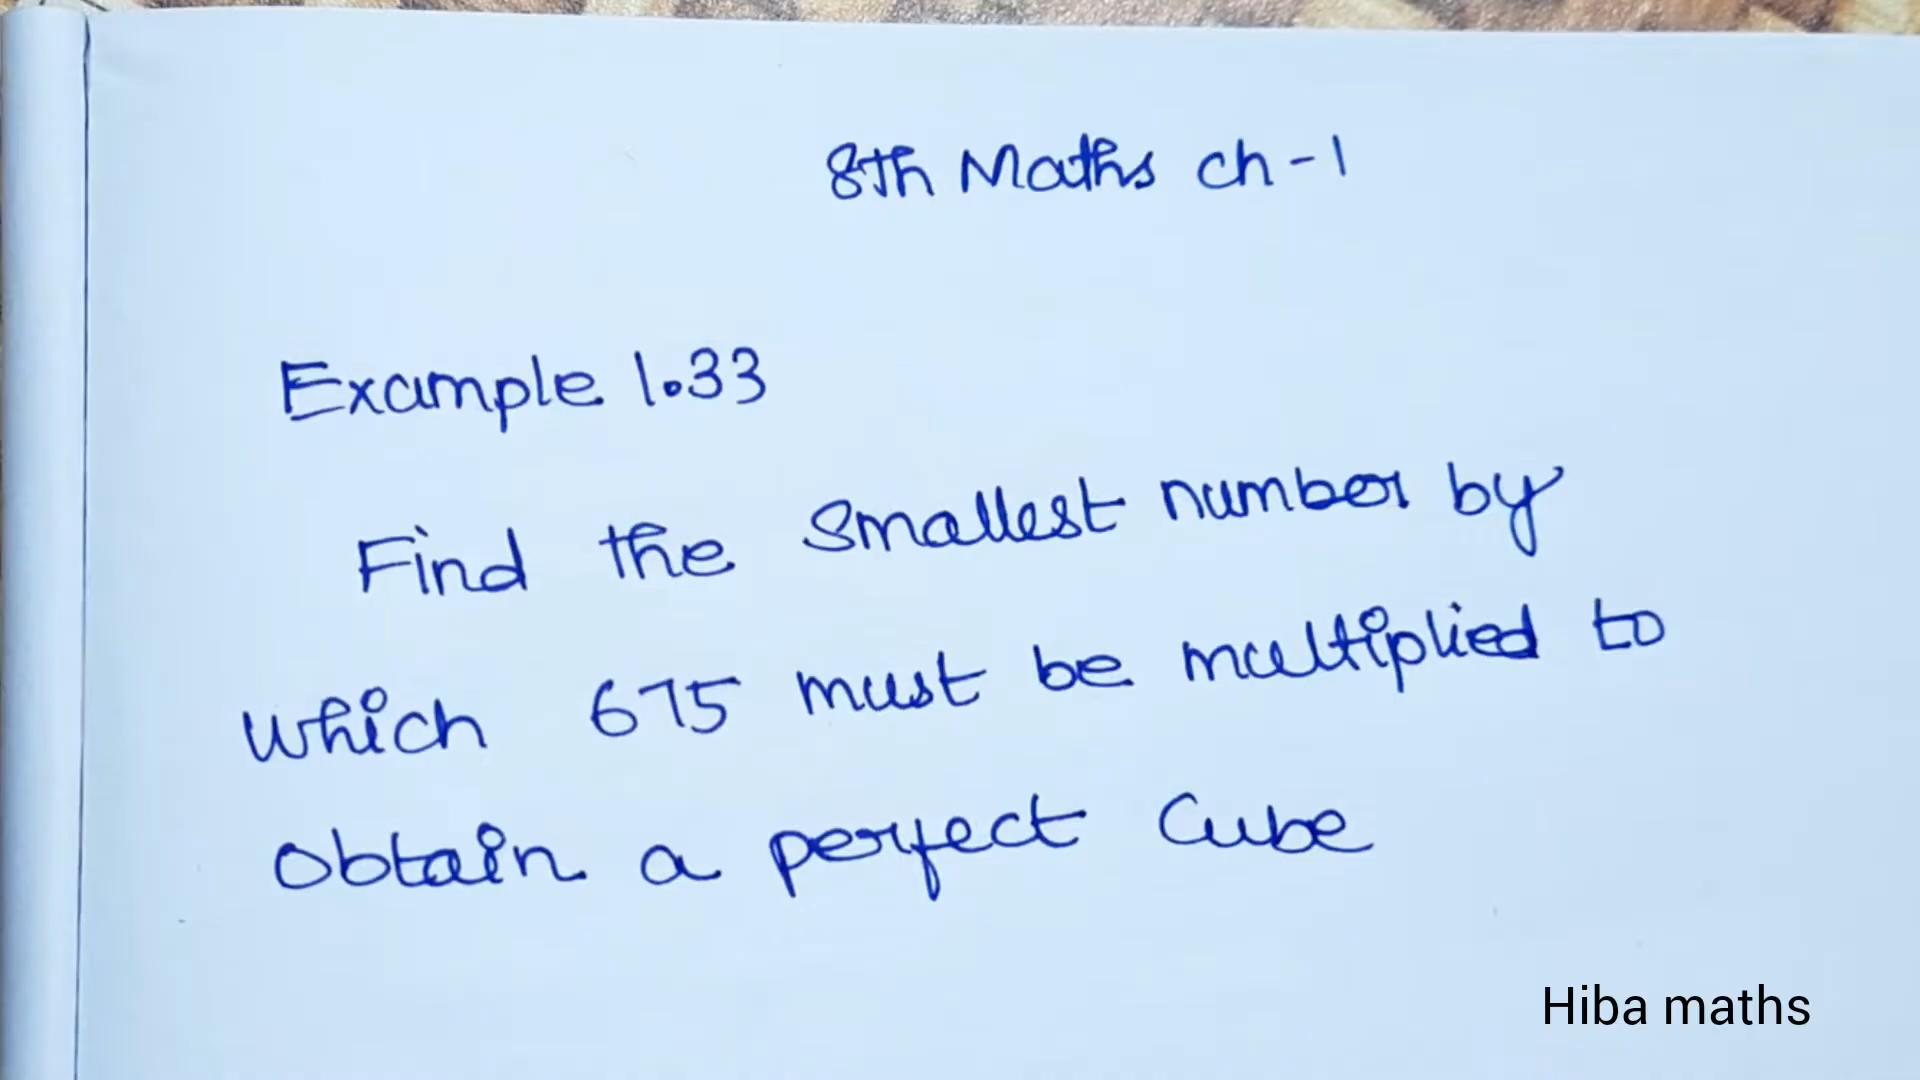 8th Maths ch-1
Example 1.33
Find the smallest number by
which 675 must be multiplied to
obtain a perfect Cube
Hiba maths